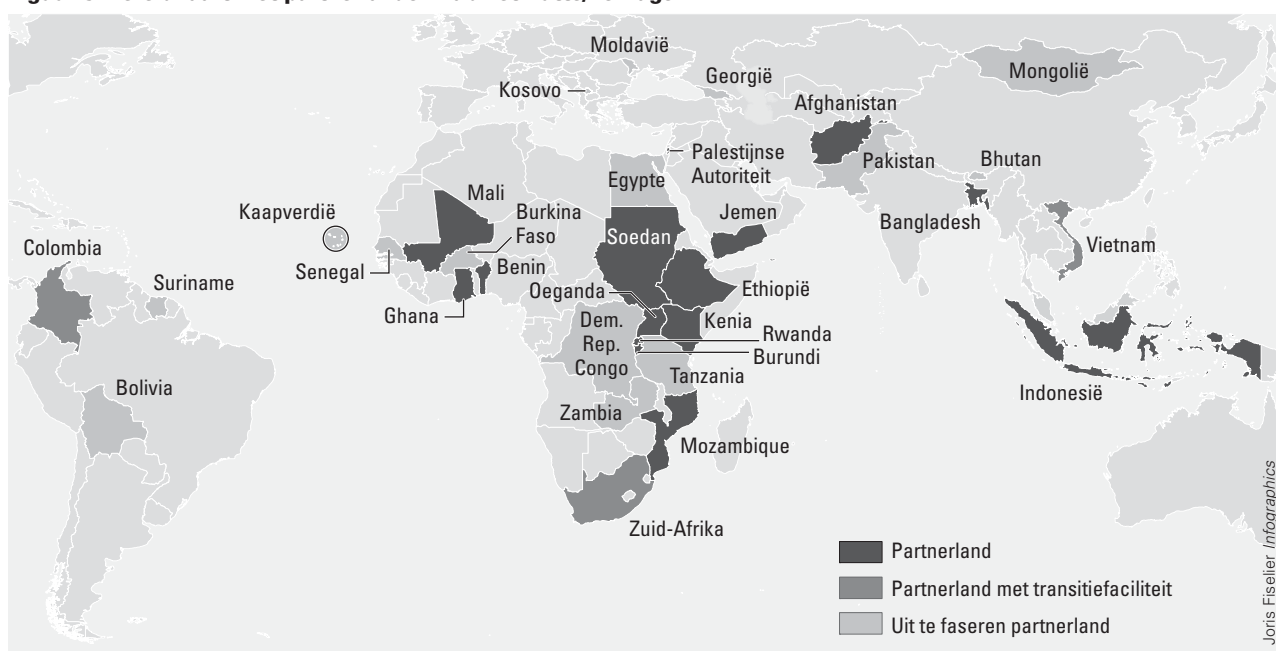 Moldavië
Mongolië
Georgië
Kosovo
Afghanistan
Palestijnse
Autoriteit
Pakistan
Bhutan
Egypte
Mali
Kaapverdië
Burkina
Faso
Jemen
Bangladesh
Colombia
Soedan
Vietnam
Senegal
Benin
Suriname
Oeganda
Ethiopië
Ghana
Dem.
Rep.
Congo
Kenia
Rwanda
Burundi
Tanzania
Bolivia
Indonesië
Zambia
Mozambique
Zuid-Afrika
Partnerland
Partnerland met transitiefaciliteit
Uit te faseren partnerland
Joris Fiselier Infographics